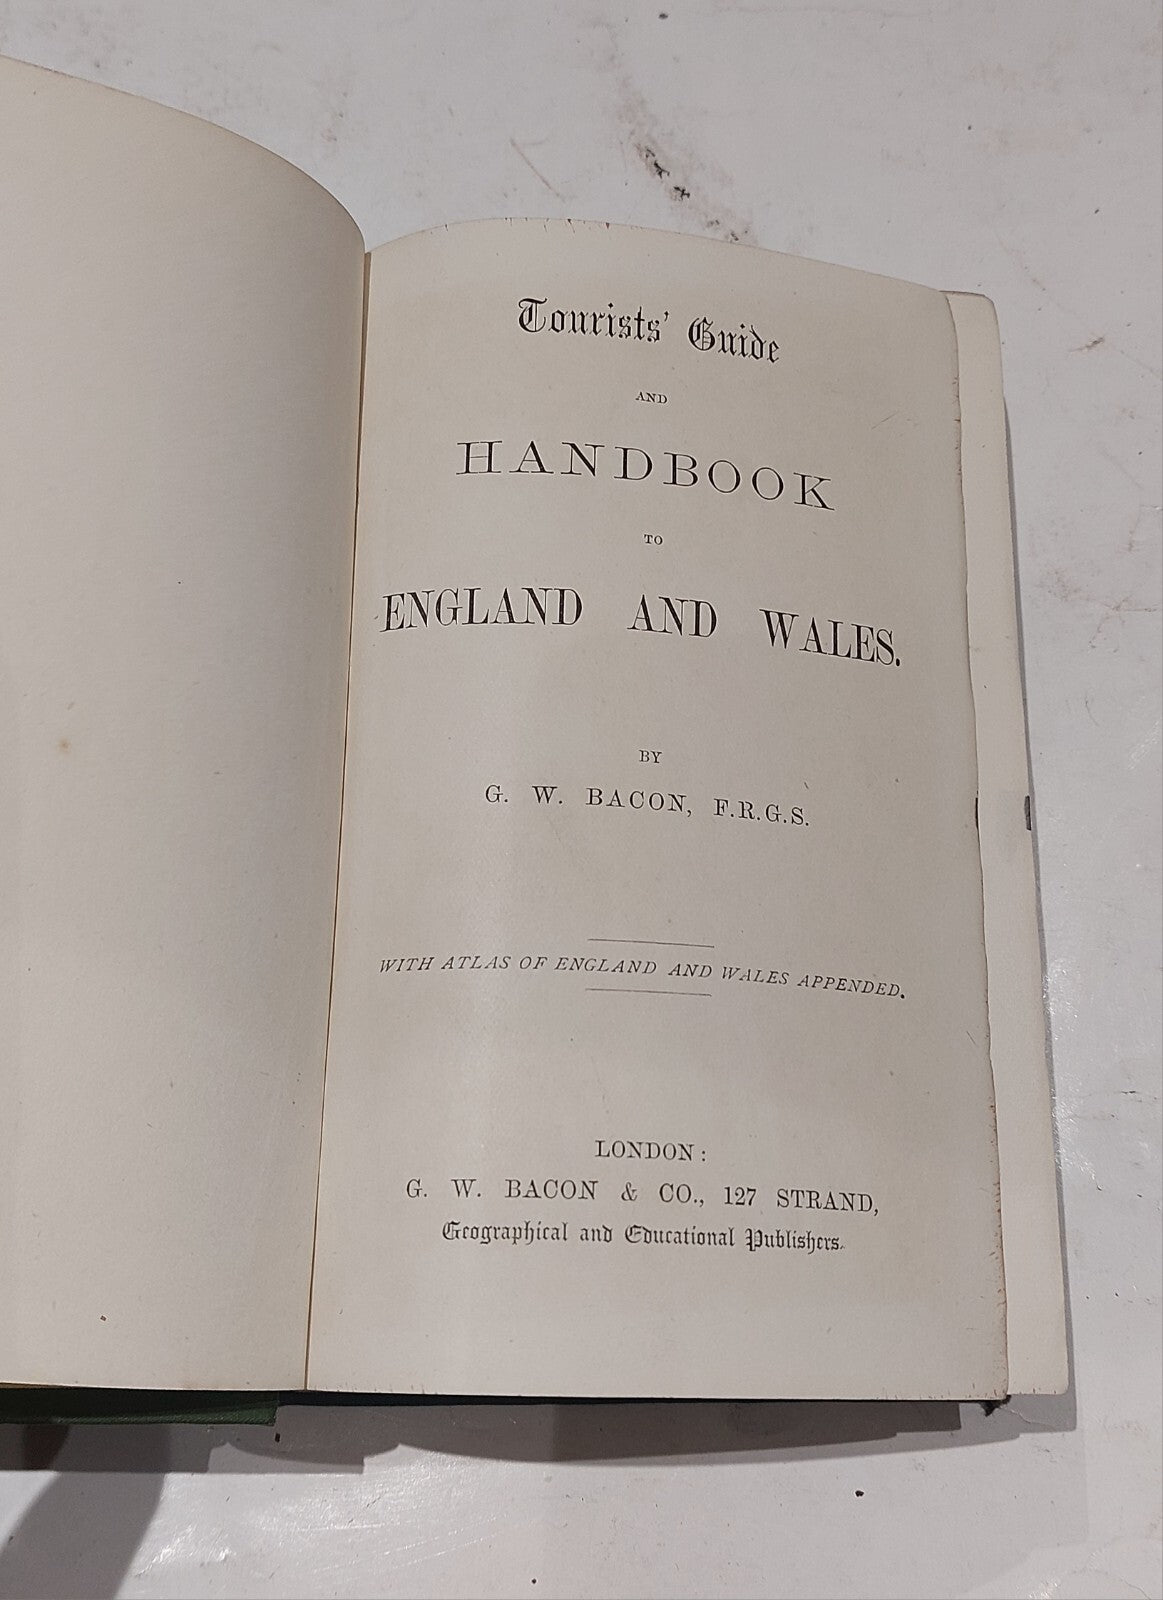 Tourists' Guide
AND
HANDBOOK
TO
ENGLAND AND WALES.
BY
G. W. BACON, F.R.G.S.
WITH ATLAS OF ENGLAND AND WALES APPENDED.
LONDON:
G. W. BACON & CO., 127 STRAND,
Geographical and Educational Publishers.